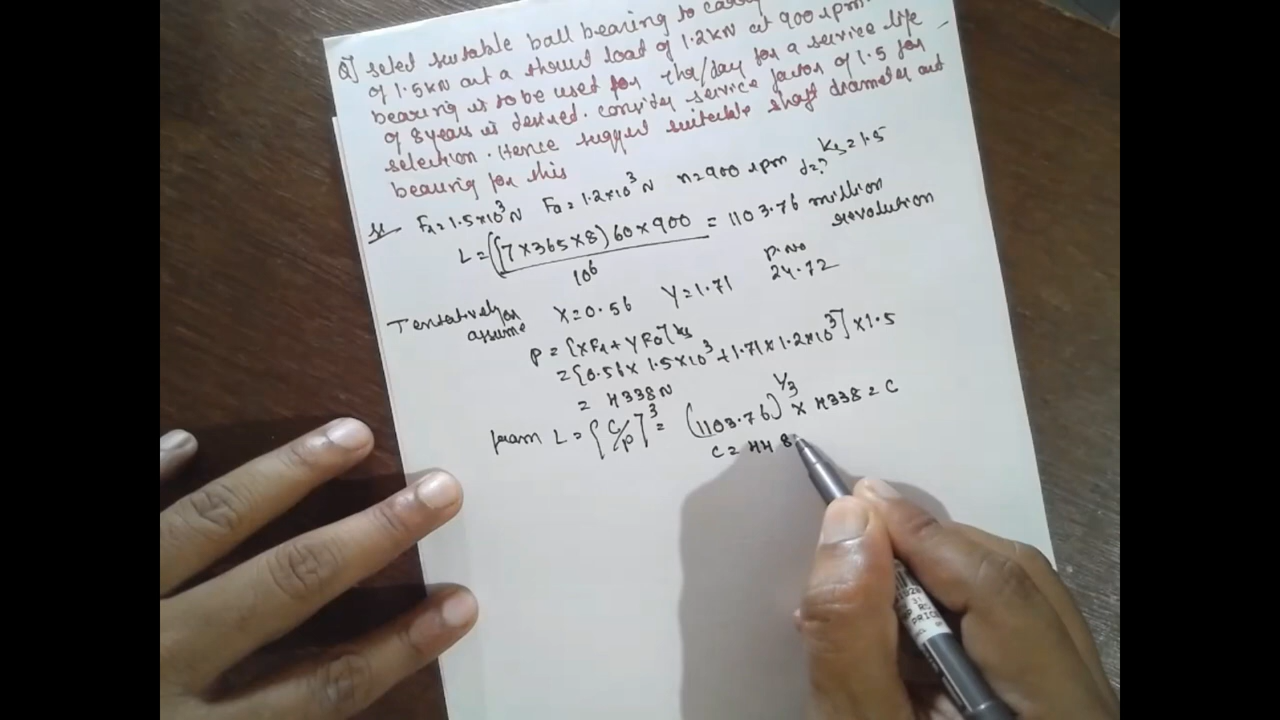 Q] select suitable ball bearing to carry
of 1.5kN and a thrust load of 1.2kN at 900 rpm
bearing is to be used for 7hr/day for a service life
of 8 years is desired. consider service factor of 1.5 for
selection. Hence suggest suitable shaft diameter and
bearing for this
Fr=1.5×10³N Fa=1.2×10³N n=900 rpm d=? ks=1.5
L=((7×365×8)60×900 = 1103.76 million revolution
10⁶
Tentatively assume X=0.56 Y=1.71 P.No 24.72
P={XFr+YFa}ks
={0.56×1.5×10³+1.71×1.2×10³}×1.5
= 4338N
from L={C/P}³= (1103.76)^1/3 × 4338=C
C=448
PRIC